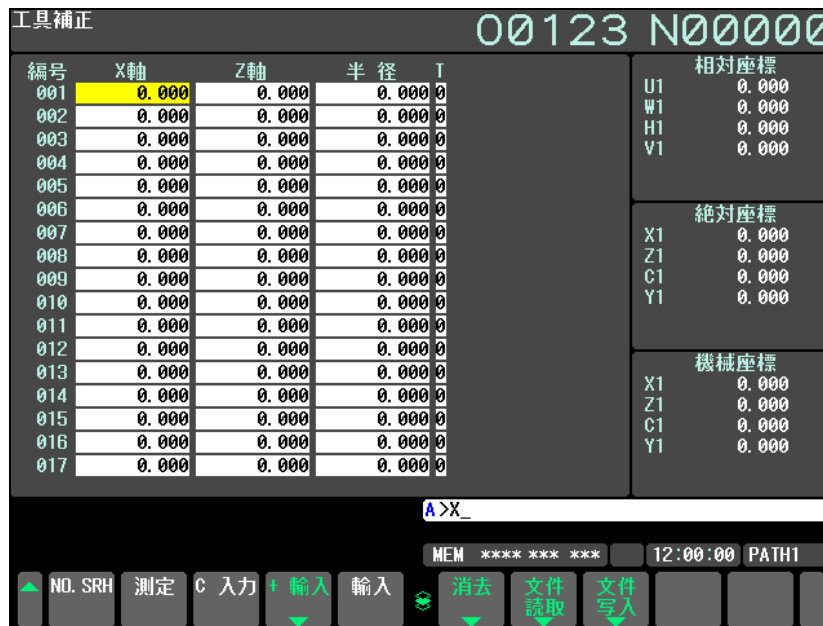 工具補正
O0123 N00000
編号 X軸 Z軸 半 径 T
001 0.000 0.000 0.000 0
002 0.000 0.000 0.000 0
003 0.000 0.000 0.000 0
004 0.000 0.000 0.000 0
005 0.000 0.000 0.000 0
006 0.000 0.000 0.000 0
007 0.000 0.000 0.000 0
008 0.000 0.000 0.000 0
009 0.000 0.000 0.000 0
010 0.000 0.000 0.000 0
011 0.000 0.000 0.000 0
012 0.000 0.000 0.000 0
013 0.000 0.000 0.000 0
014 0.000 0.000 0.000 0
015 0.000 0.000 0.000 0
016 0.000 0.000 0.000 0
017 0.000 0.000 0.000 0
相対座標
U1 0.000
W1 0.000
H1 0.000
V1 0.000
絶対座標
X1 0.000
Z1 0.000
C1 0.000
Y1 0.000
機械座標
X1 0.000
Z1 0.000
C1 0.000
Y1 0.000
A>X_
MEM **** *** *** 12:00:00 PATH1
NO. SRH 測定 C 入力 + 輸入 輸入 消去 文件読取 文件写入